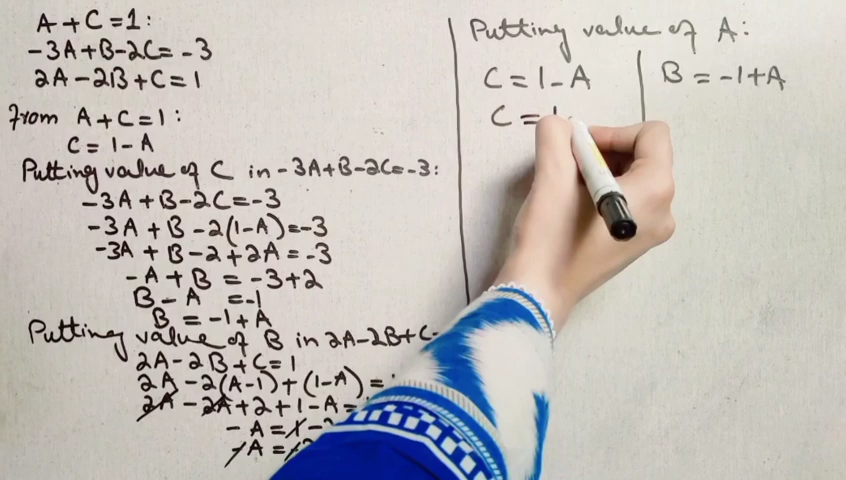 A + C = 1:
-3A + B - 2C = -3
2A - 2B + C = 1
From A + C = 1:
C = 1 - A
Putting value of C in -3A + B - 2C = -3:
-3A + B - 2C = -3
-3A + B - 2(1-A) = -3
-3A + B - 2 + 2A = -3
-A + B = -3 + 2
B - A = -1
B = -1 + A
Putting value of B in 2A - 2B + C
2A - 2B + C = 1
2A - 2(A-1) + (1-A) =
2A - 2A + 2 + 1 - A =
-A = 1 -
-A =
Putting value of A:
C = 1 - A
C =
B = -1 + A